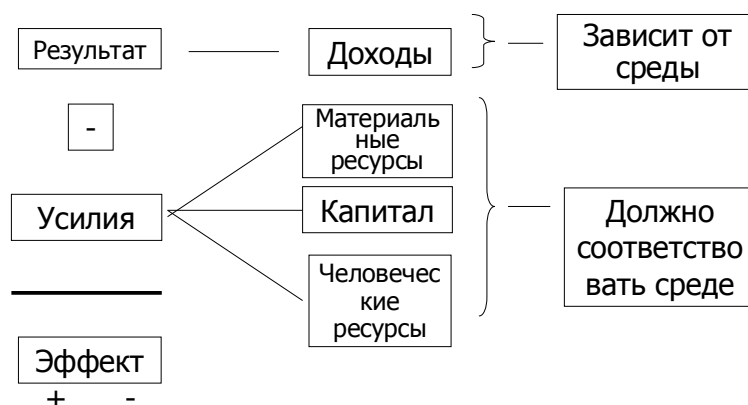 Результат
Доходы
Зависит от
среды
-
Материаль
ные
ресурсы
Усилия
Капитал
Должно
соответство
вать среде
Человечес
кие
ресурсы
Эффект
+ -